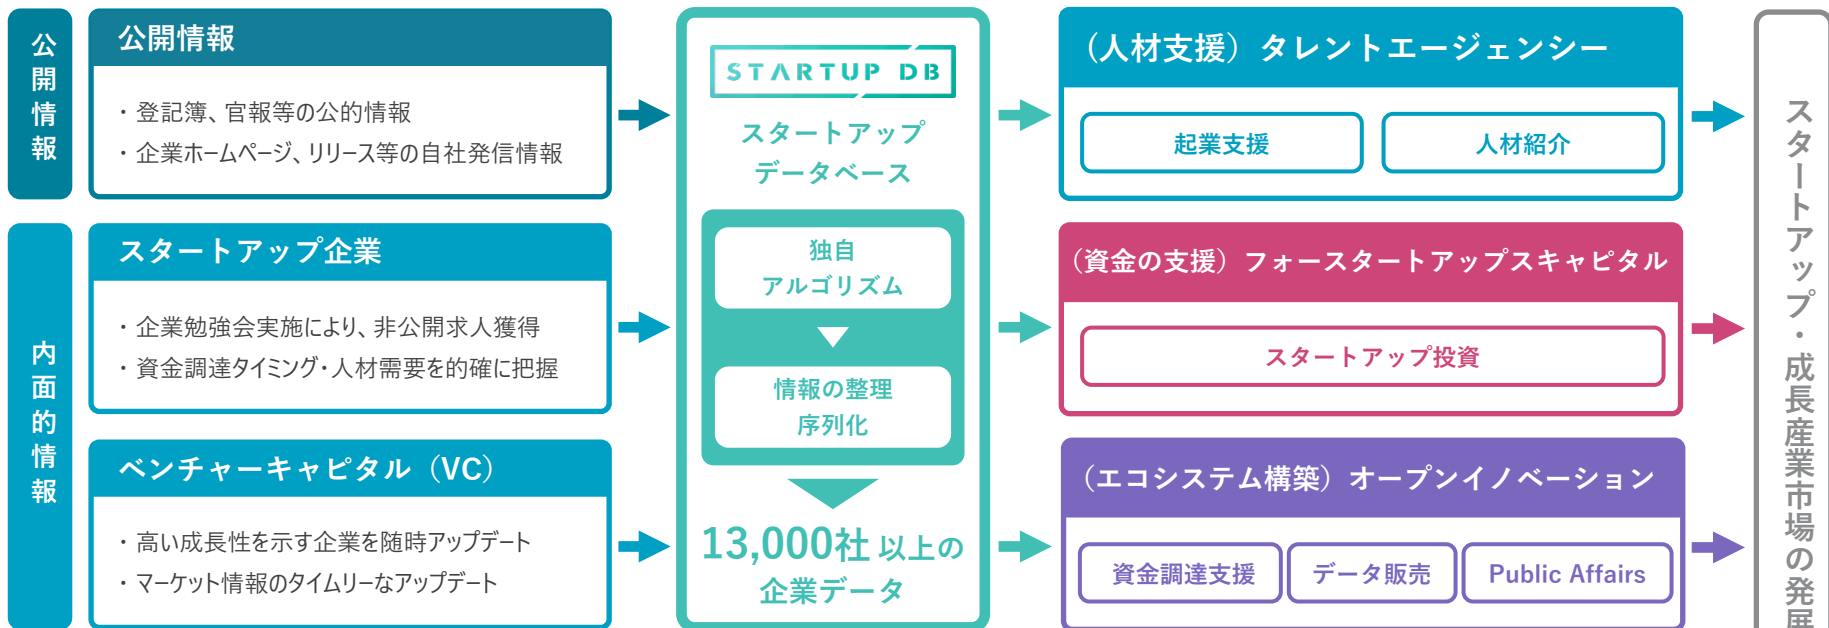 公開情報
公開情報
・登記簿、官報等の公的情報
・企業ホームページ、リリース等の自社発信情報
内面的情報
スタートアップ企業
・企業勉強会実施により、非公開求人獲得
・資金調達タイミング・人材需要を的確に把握
ベンチャーキャピタル（VC）
・高い成長性を示す企業を随時アップデート
・マーケット情報のタイムリーなアップデート
STARTUP DB
スタートアップ
データベース
独自
アルゴリズム
情報の整理
序列化
13,000社 以上の
企業データ
（人材支援）タレントエージェンシー
起業支援
人材紹介
（資金の支援）フォースタートアップスキャピタル
スタートアップ投資
（エコシステム構築）オープンイノベーション
資金調達支援
データ販売
Public Affairs
スタートアップ・成長産業市場の発展